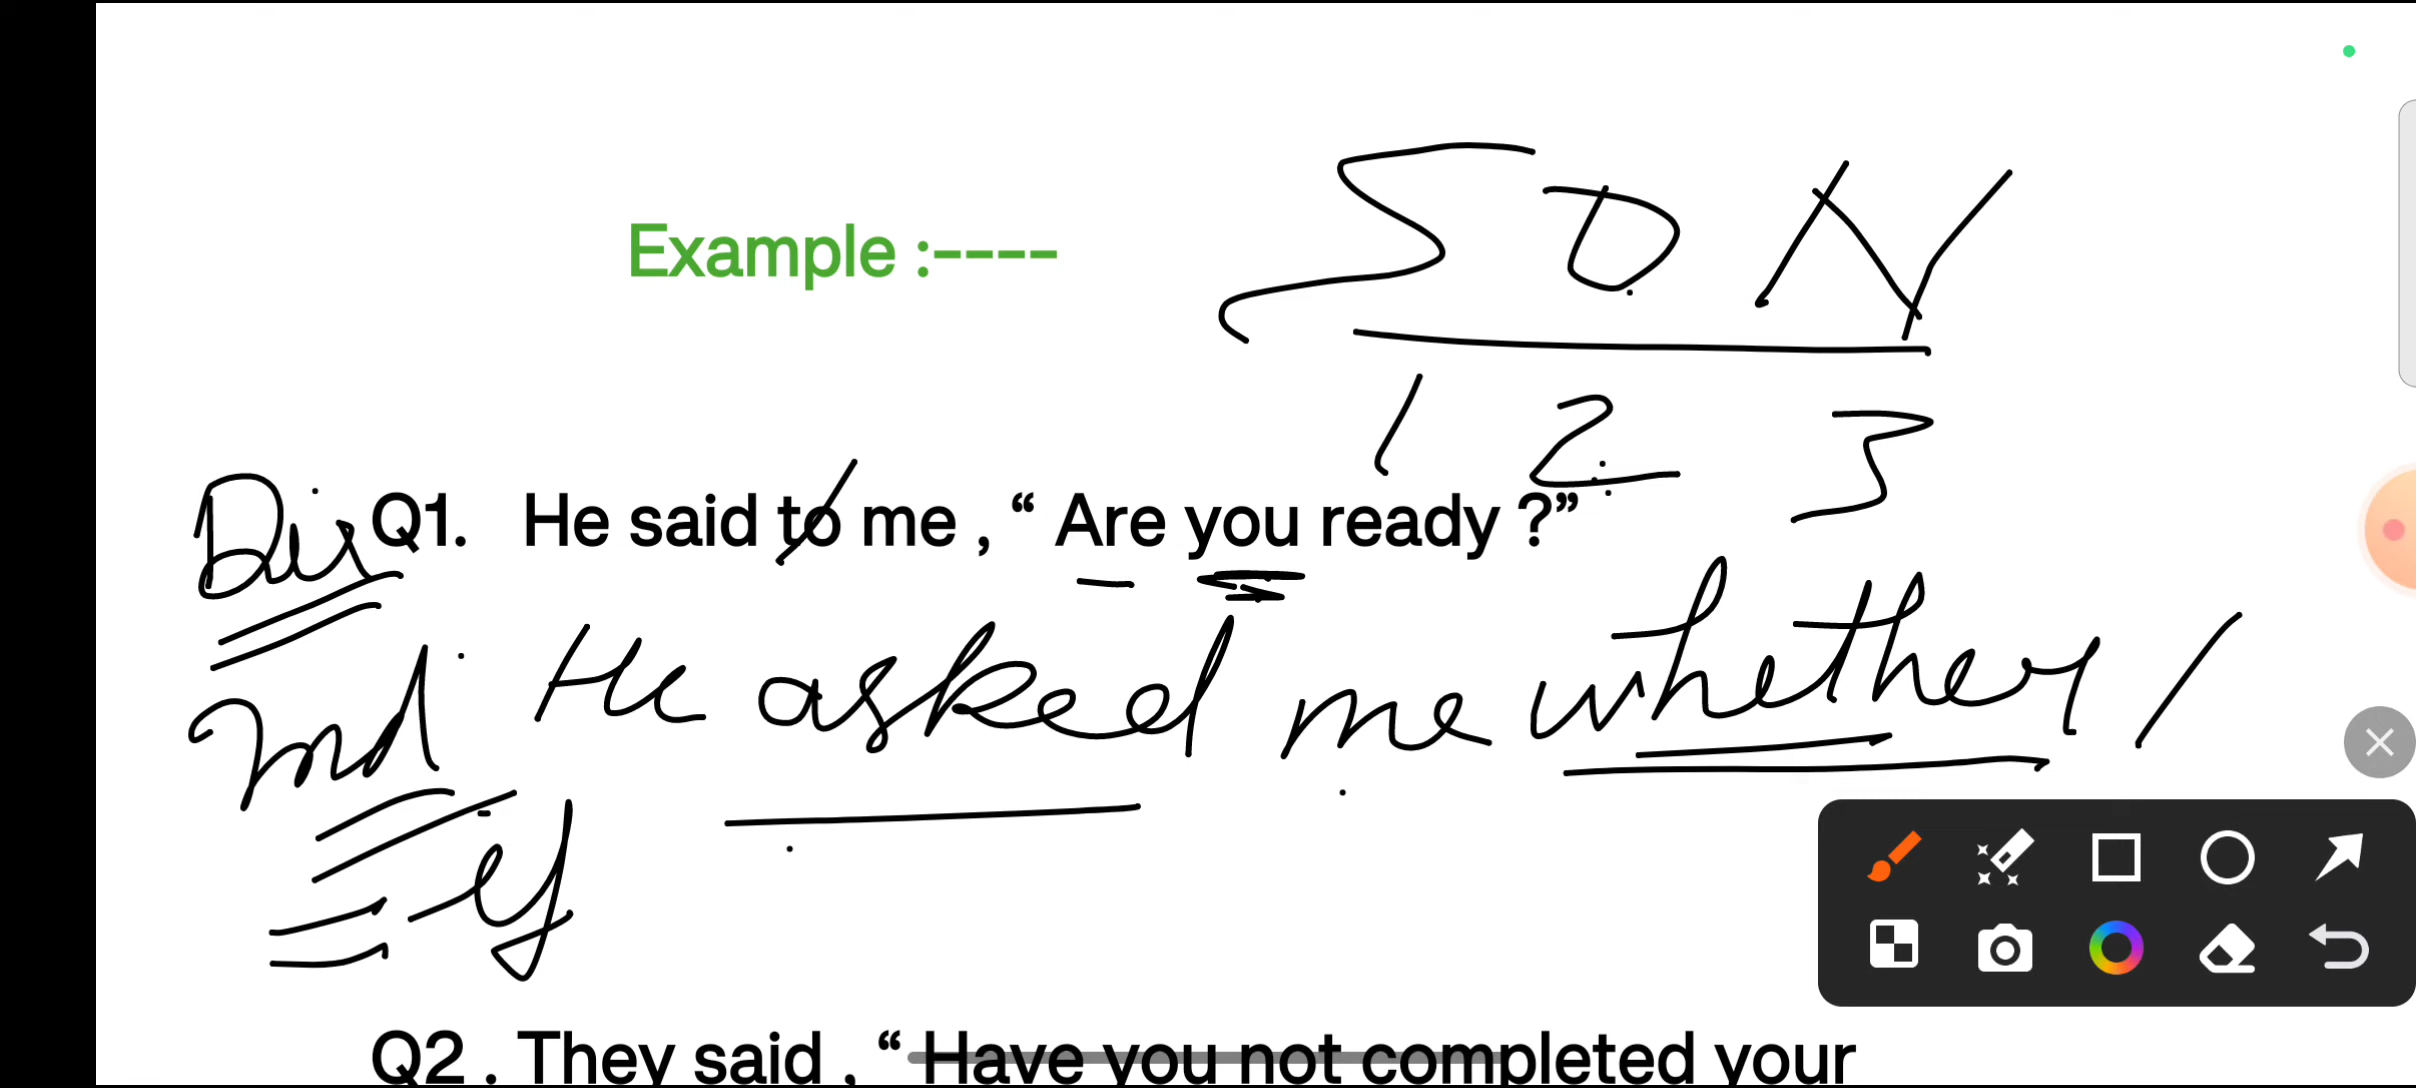 Example :----
SON
1 2 3
Dir Q1. He said to me , “ Are you ready ?”
Ind. He asked me whether /
if
Q2 . They said , “ Have you not completed your